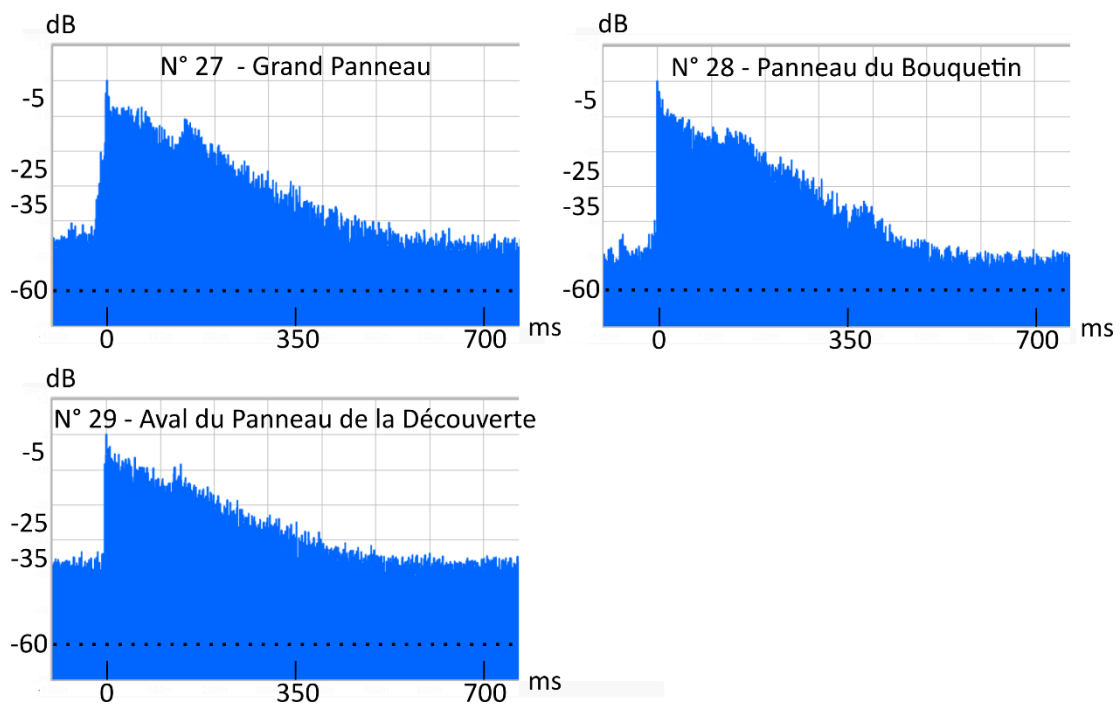 dB
N° 27 - Grand Panneau
-5
-25
-35
-60
0 350 700 ms
dB
N° 28 - Panneau du Bouquetin
-5
-25
-35
-60
0 350 700 ms
dB
N° 29 - Aval du Panneau de la Découverte
-5
-25
-35
-60
0 350 700 ms